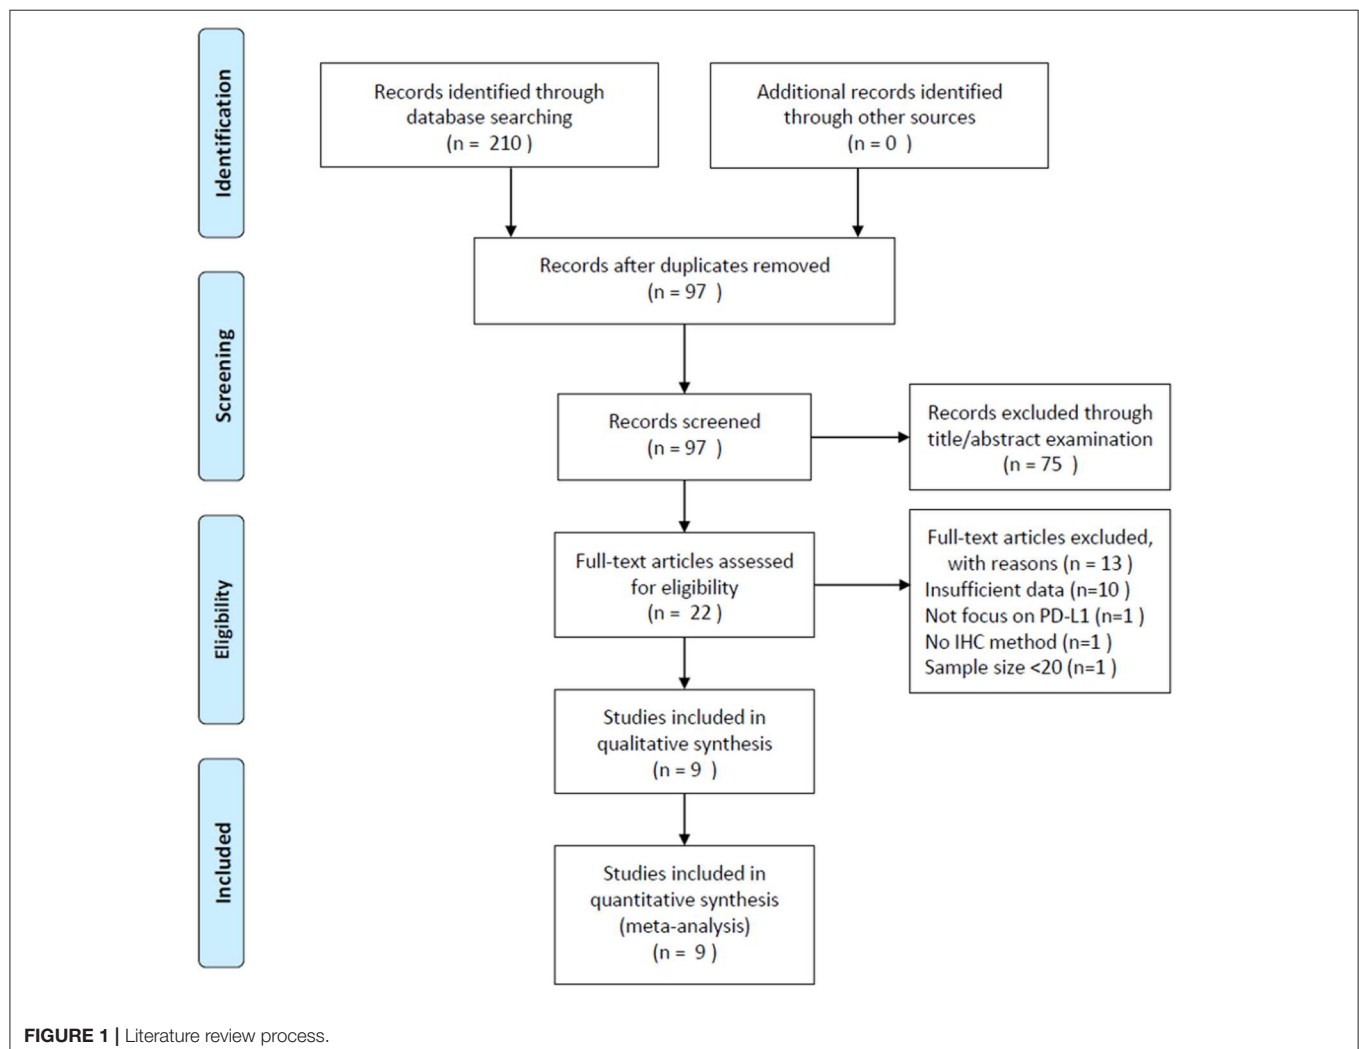 Identification
Records identified through
database searching
(n = 210 )
Additional records identified
through other sources
(n = 0 )
Records after duplicates removed
(n = 97 )
Screening
Records screened
(n = 97 )
Records excluded through
title/abstract examination
(n = 75 )
Eligibility
Full-text articles assessed
for eligibility
(n = 22 )
Full-text articles excluded,
with reasons (n = 13 )
Insufficient data (n=10 )
Not focus on PD-L1 (n=1 )
No IHC method (n=1 )
Sample size <20 (n=1 )
Studies included in
qualitative synthesis
(n = 9 )
Included
Studies included in
quantitative synthesis
(meta-analysis)
(n = 9 )
FIGURE 1 | Literature review process.